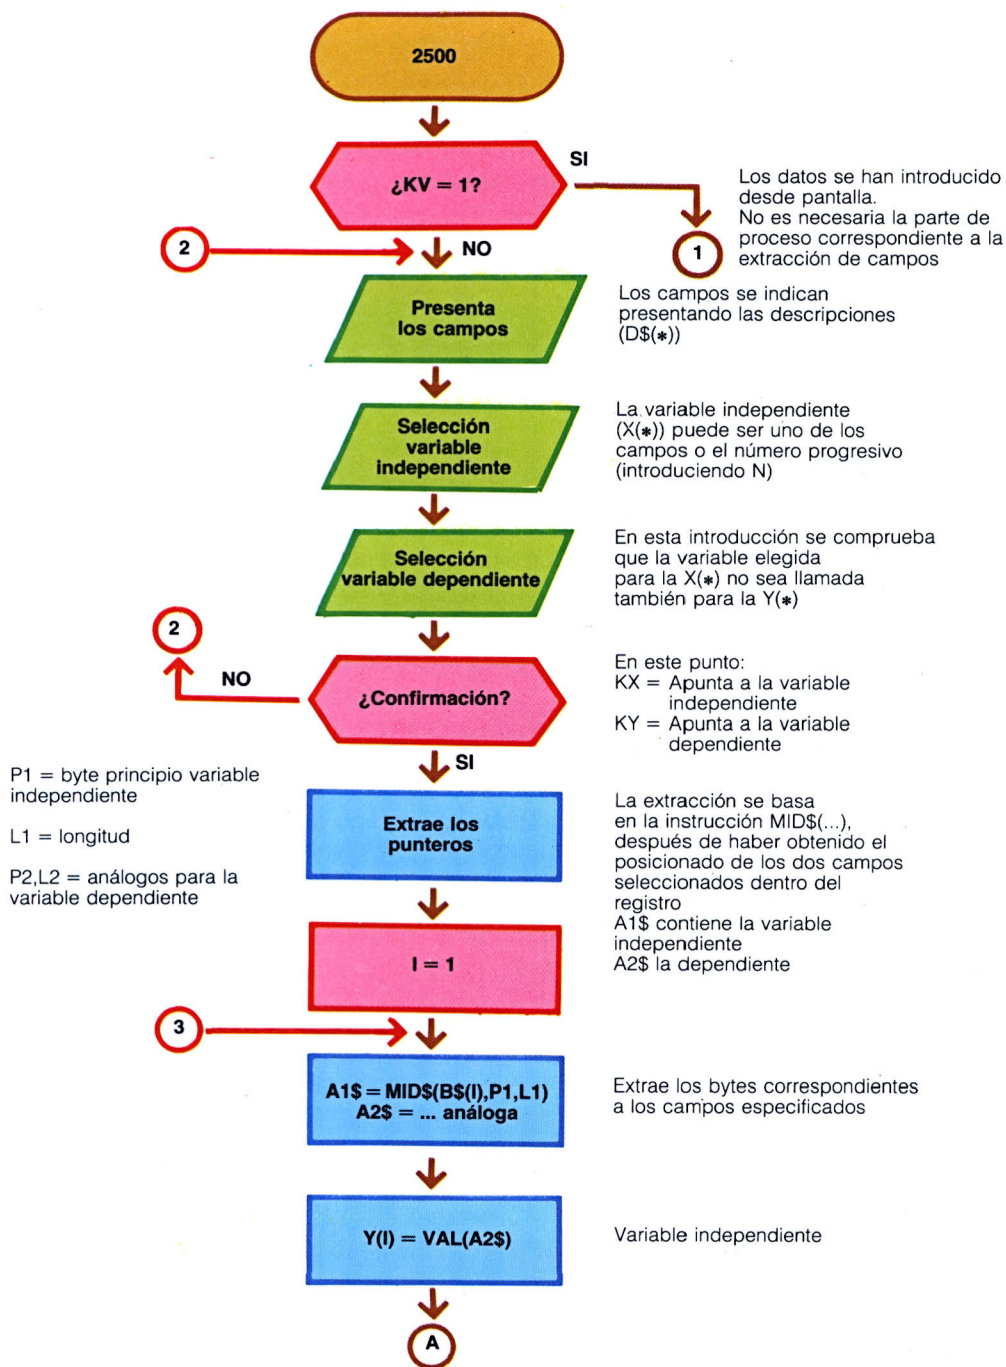 2500
¿KV = 1?
SI
Los datos se han introducido
desde pantalla.
No es necesaria la parte de
proceso correspondiente a la
extracción de campos
1
2
NO
Presenta
los campos
Los campos se indican
presentando las descripciones
(D$(*))
Selección
variable
independiente
La variable independiente
(X(*)) puede ser uno de los
campos o el número progresivo
(introduciendo N)
Selección
variable dependiente
En esta introducción se comprueba
que la variable elegida
para la X(*) no sea llamada
también para la Y(*)
2
NO
¿Confirmación?
En este punto:
KX = Apunta a la variable
independiente
KY = Apunta a la variable
dependiente
SI
P1 = byte principio variable
independiente
L1 = longitud
P2,L2 = análogos para la
variable dependiente
Extrae los
punteros
La extracción se basa
en la instrucción MID$(...),
después de haber obtenido el
posicionado de los dos campos
seleccionados dentro del
registro
A1$ contiene la variable
independiente
A2$ la dependiente
I = 1
3
A1$ = MID$(B$(I),P1,L1)
A2$ = ... análoga
Extrae los bytes correspondientes
a los campos especificados
Y(I) = VAL(A2$)
Variable independiente
A